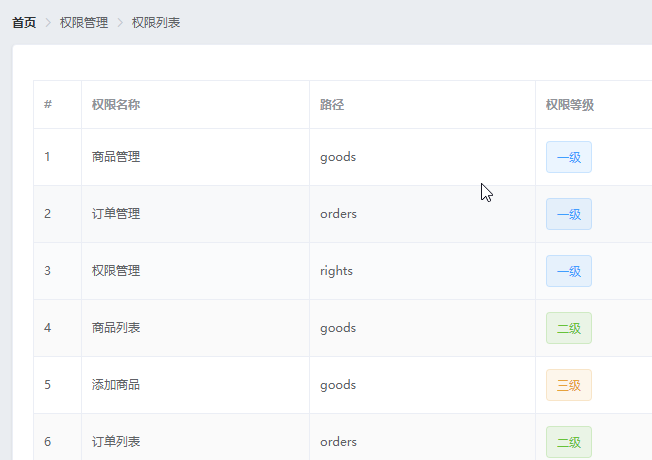 首页 > 权限管理 > 权限列表
# 权限名称 路径 权限等级
1 商品管理 goods 一级
2 订单管理 orders 一级
3 权限管理 rights 一级
4 商品列表 goods 二级
5 添加商品 goods 三级
6 订单列表 orders 二级